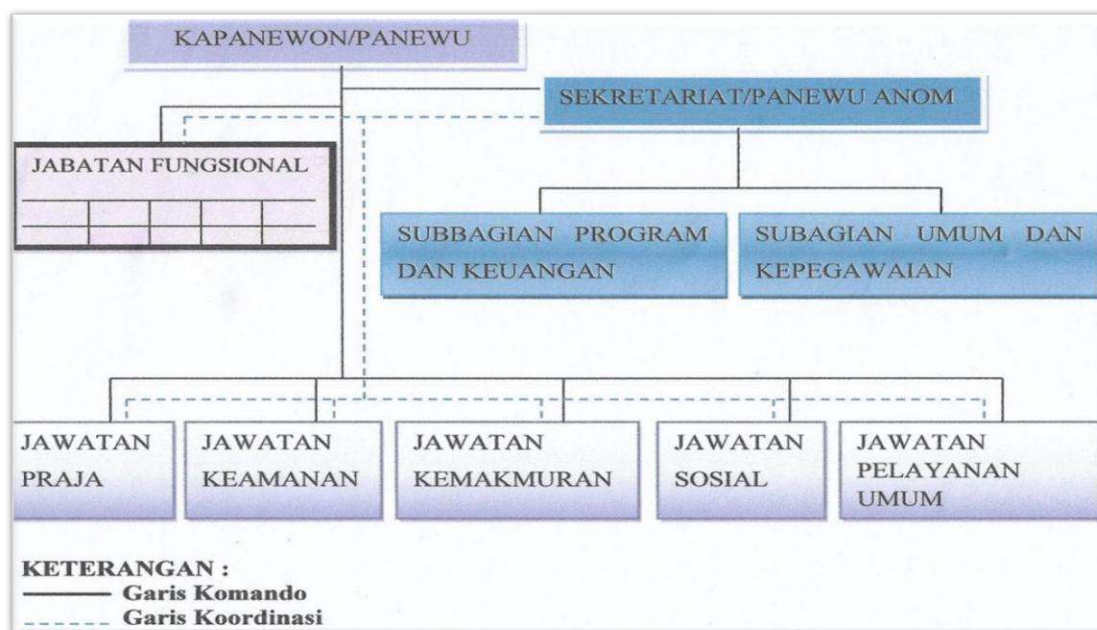 KAPANEWON/PANEWU
SEKRETARIAT/PANEWU ANOM
JABATAN FUNGSIONAL
SUBBAGIAN PROGRAM
DAN KEUANGAN
SUBAGIAN UMUM DAN
KEPEGAWAIAN
JAWATAN
PRAJA
JAWATAN
KEAMANAN
JAWATAN
KEMAKMURAN
JAWATAN
SOSIAL
JAWATAN
PELAYANAN
UMUM
KETERANGAN :
Garis Komando
Garis Koordinasi